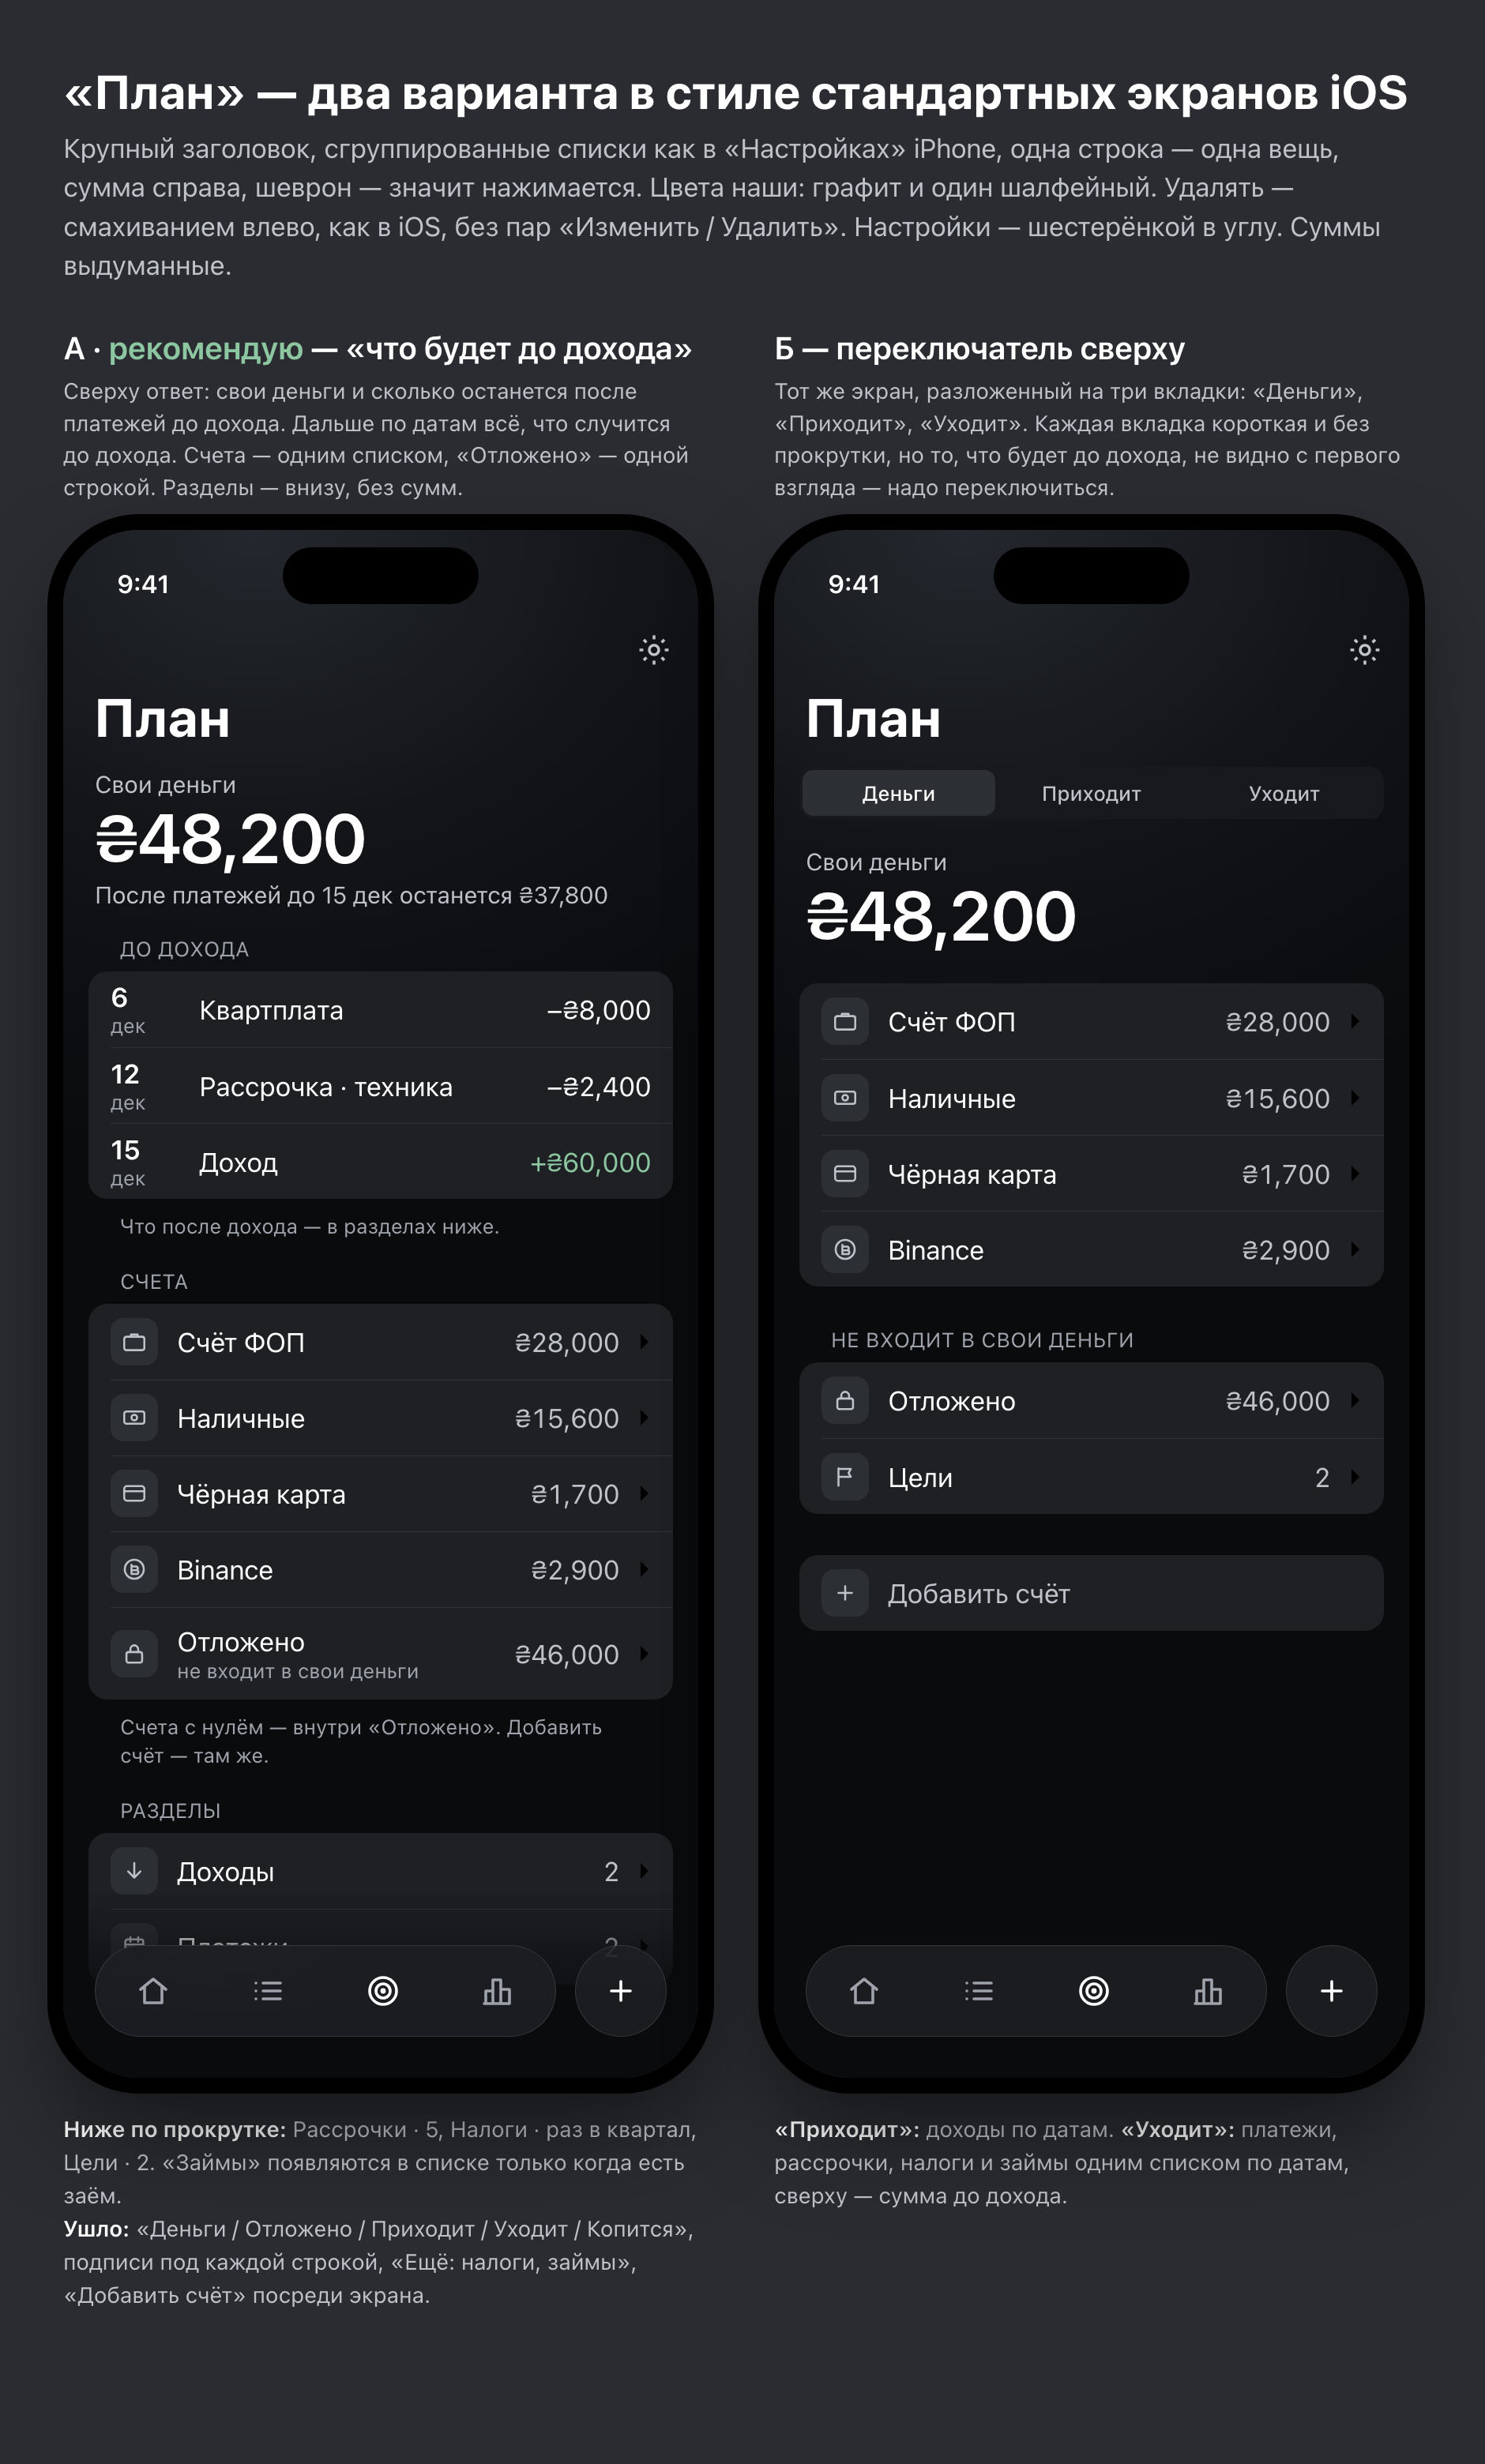 «План» — два варианта в стиле стандартных экранов iOS
Крупный заголовок, сгруппированные списки как в «Настройках» iPhone, одна строка — одна вещь,
сумма справа, шеврон — значит нажимается. Цвета наши: графит и один шалфейный. Удалять —
смахиванием влево, как в iOS, без пар «Изменить / Удалить». Настройки — шестерёнкой в углу. Суммы
выдуманные.
А · рекомендую — «что будет до дохода»
Сверху ответ: свои деньги и сколько останется после
платежей до дохода. Дальше по датам всё, что случится
до дохода. Счета — одним списком, «Отложено» — одной
строкой. Разделы — внизу, без сумм.
9:41
План
Свои деньги
₴48,200
После платежей до 15 дек останется ₴37,800
ДО ДОХОДА
6 дек Квартплата –₴8,000
12 дек Рассрочка · техника –₴2,400
15 дек Доход +₴60,000
Что после дохода — в разделах ниже.
СЧЕТА
Счёт ФОП ₴28,000
Наличные ₴15,600
Чёрная карта ₴1,700
Binance ₴2,900
Отложено ₴46,000
не входит в свои деньги
Счета с нулём — внутри «Отложено». Добавить
счёт — там же.
РАЗДЕЛЫ
Доходы 2
Платежи 2
Ниже по прокрутке: Рассрочки · 5, Налоги · раз в квартал,
Цели · 2. «Займы» появляются в списке только когда есть
заём.
Ушло: «Деньги / Отложено / Приходит / Уходит / Копится»,
подписи под каждой строкой, «Ещё: налоги, займы»,
«Добавить счёт» посреди экрана.
Б — переключатель сверху
Тот же экран, разложенный на три вкладки: «Деньги»,
«Приходит», «Уходит». Каждая вкладка короткая и без
прокрутки, но то, что будет до дохода, не видно с первого
взгляда — надо переключиться.
9:41
План
Деньги Приходит Уходит
Свои деньги
₴48,200
Счёт ФОП ₴28,000
Наличные ₴15,600
Чёрная карта ₴1,700
Binance ₴2,900
НЕ ВХОДИТ В СВОИ ДЕНЬГИ
Отложено ₴46,000
Цели 2
Добавить счёт
«Приходит»: доходы по датам. «Уходит»: платежи,
рассрочки, налоги и займы одним списком по датам,
сверху — сумма до дохода.